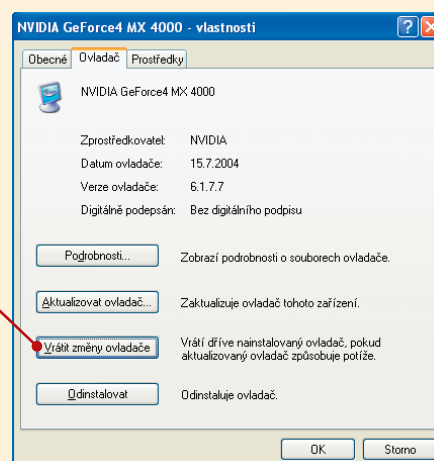 NVIDIA GeForce4 MX 4000 - vlastnosti
Obecné Ovladač Prostředky
NVIDIA GeForce4 MX 4000
Zprostředkovatel: NVIDIA
Datum ovladače: 15.7.2004
Verze ovladače: 6.1.7.7
Digitálně podepsán: Bez digitálního podpisu
Podrobnosti... Zobrazí podrobnosti o souborech ovladače.
Aktualizovat ovladač... Zaktualizuje ovladač tohoto zařízení.
Vrátit změny ovladače Vrátí dříve nainstalovaný ovladač, pokud
aktualizovaný ovladač způsobuje potíže.
Odinstalovat Odinstaluje ovladač.
OK Storno